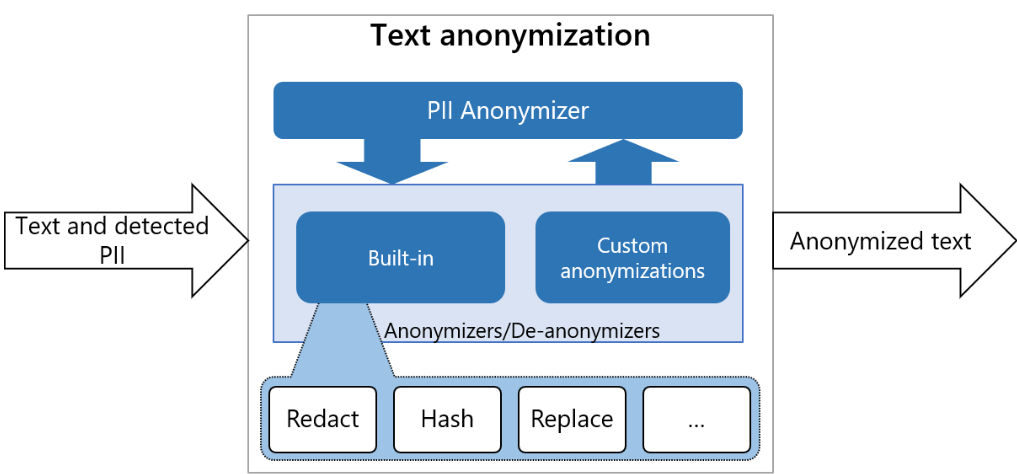 Text anonymization
PII Anonymizer
Text and detected
PII
Built-in
Custom
anonymizations
Anonymized text
Anonymizers/De-anonymizers
Redact
Hash
Replace
...